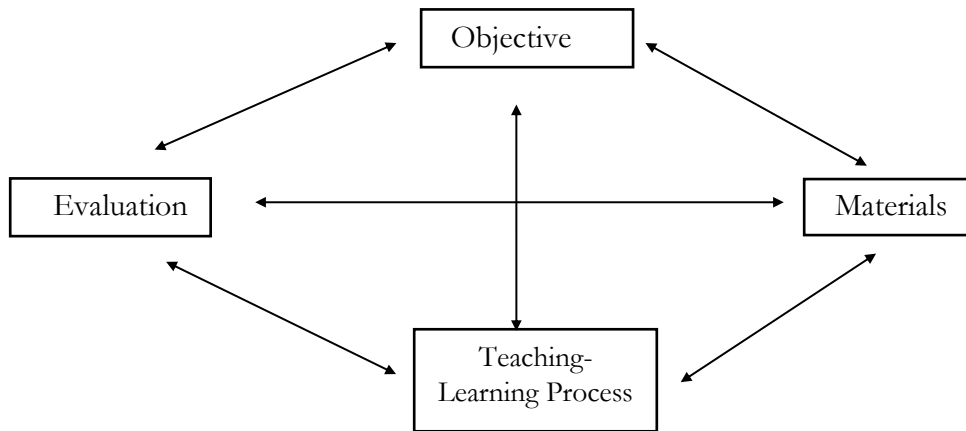 Objective
Evaluation
Materials
Teaching-
Learning Process